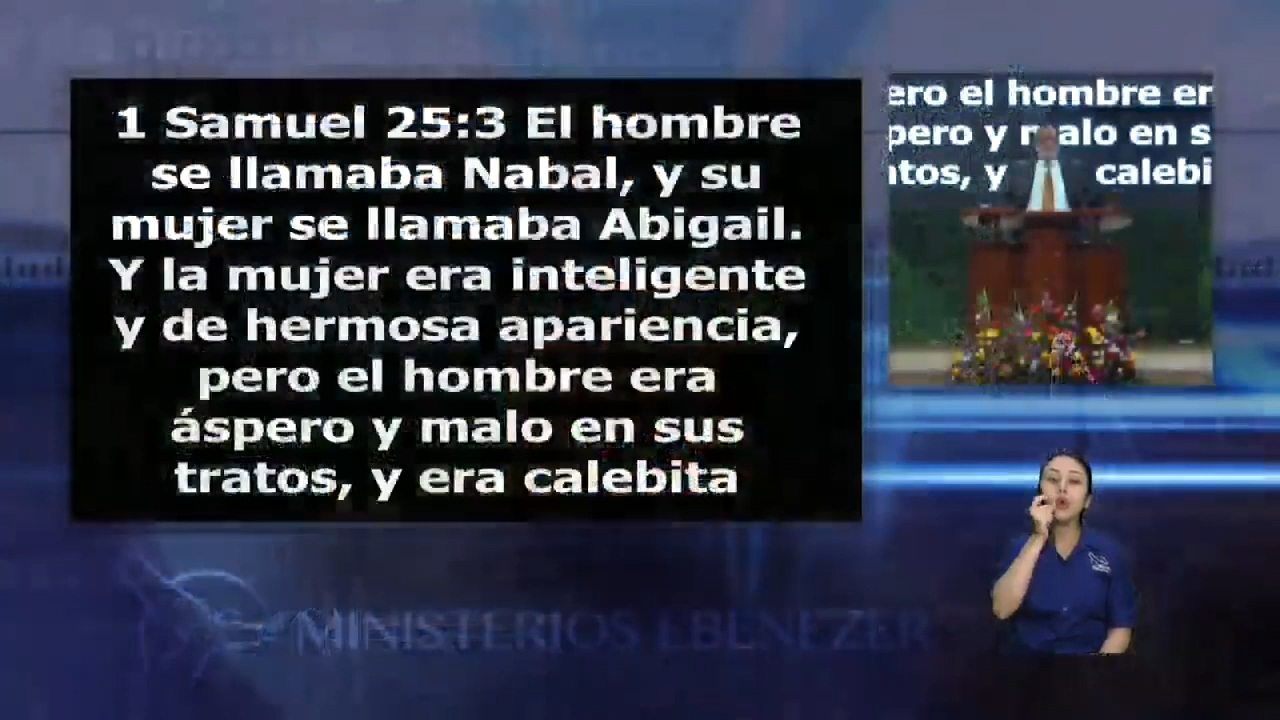 1 Samuel 25:3 El hombre
se llamaba Nabal, y su
mujer se llamaba Abigail.
Y la mujer era inteligente
y de hermosa apariencia,
pero el hombre era
áspero y malo en sus
tratos, y era calebita
ero el hombre er
pero y malo en s
tos, y calebi
MINISTERIOS EBENEZER